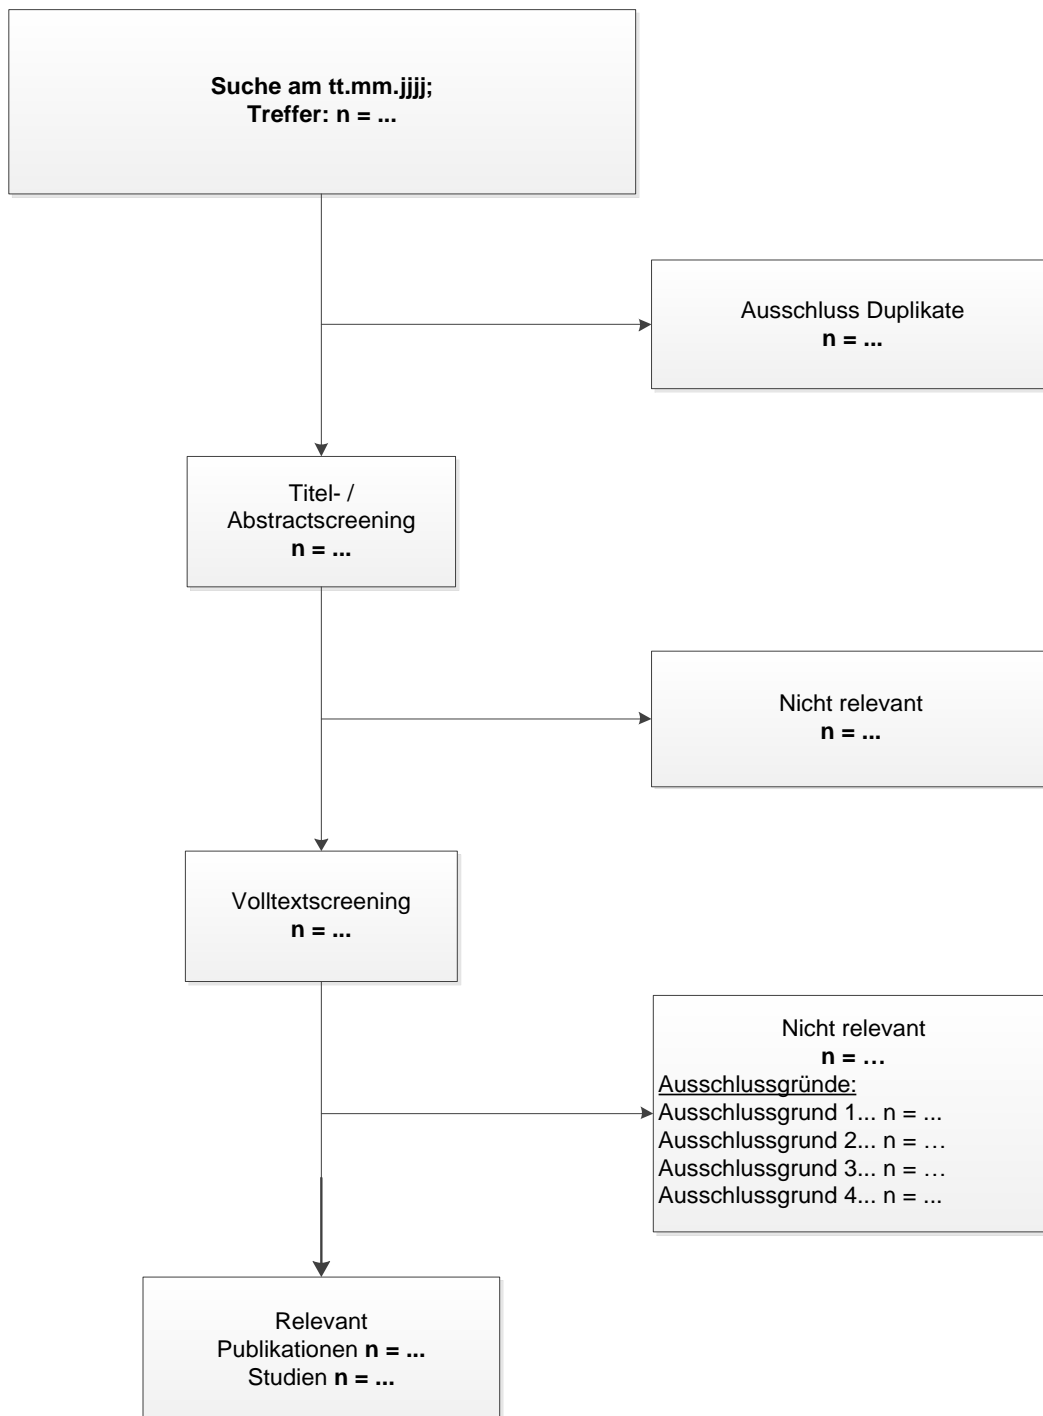 Suche am tt.mm.jjjj;
Treffer: n = ...
Ausschluss Duplikate
n = ...
Titel- /
Abstractscreening
n = ...
Nicht relevant
n = ...
Volltextscreening
n = ...
Nicht relevant
n = …
Ausschlussgründe:
Ausschlussgrund 1... n = ...
Ausschlussgrund 2... n = …
Ausschlussgrund 3... n = …
Ausschlussgrund 4... n = ...
Relevant
Publikationen n = ...
Studien n = ...